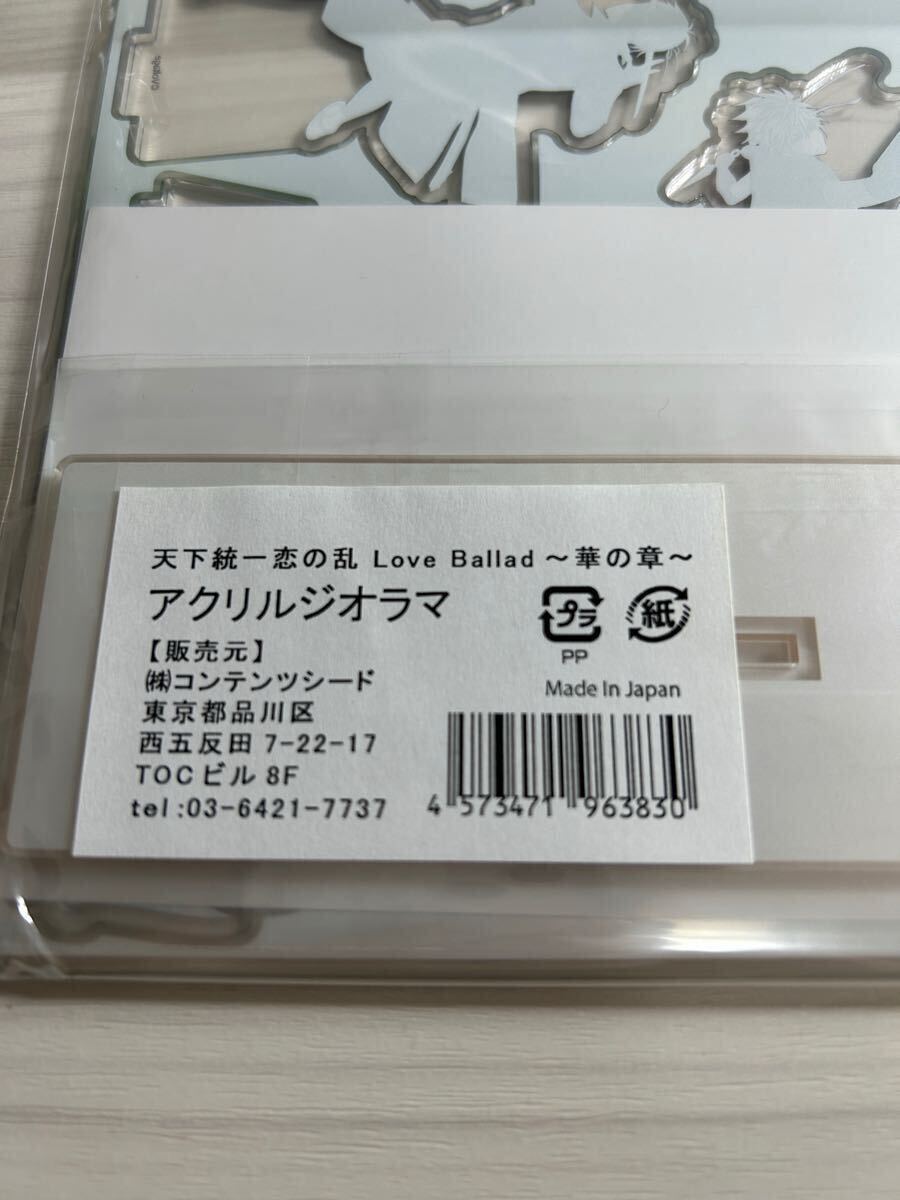 天下統一恋の乱 Love Ballad ～華の章～
アクリルジオラマ
【販売元】
㈱コンテンツシード
東京都品川区
西五反田 7-22-17
TOCビル 8F
tel:03-6421-7737
プラ
PP
紙
Made In Japan
4 573471 963830